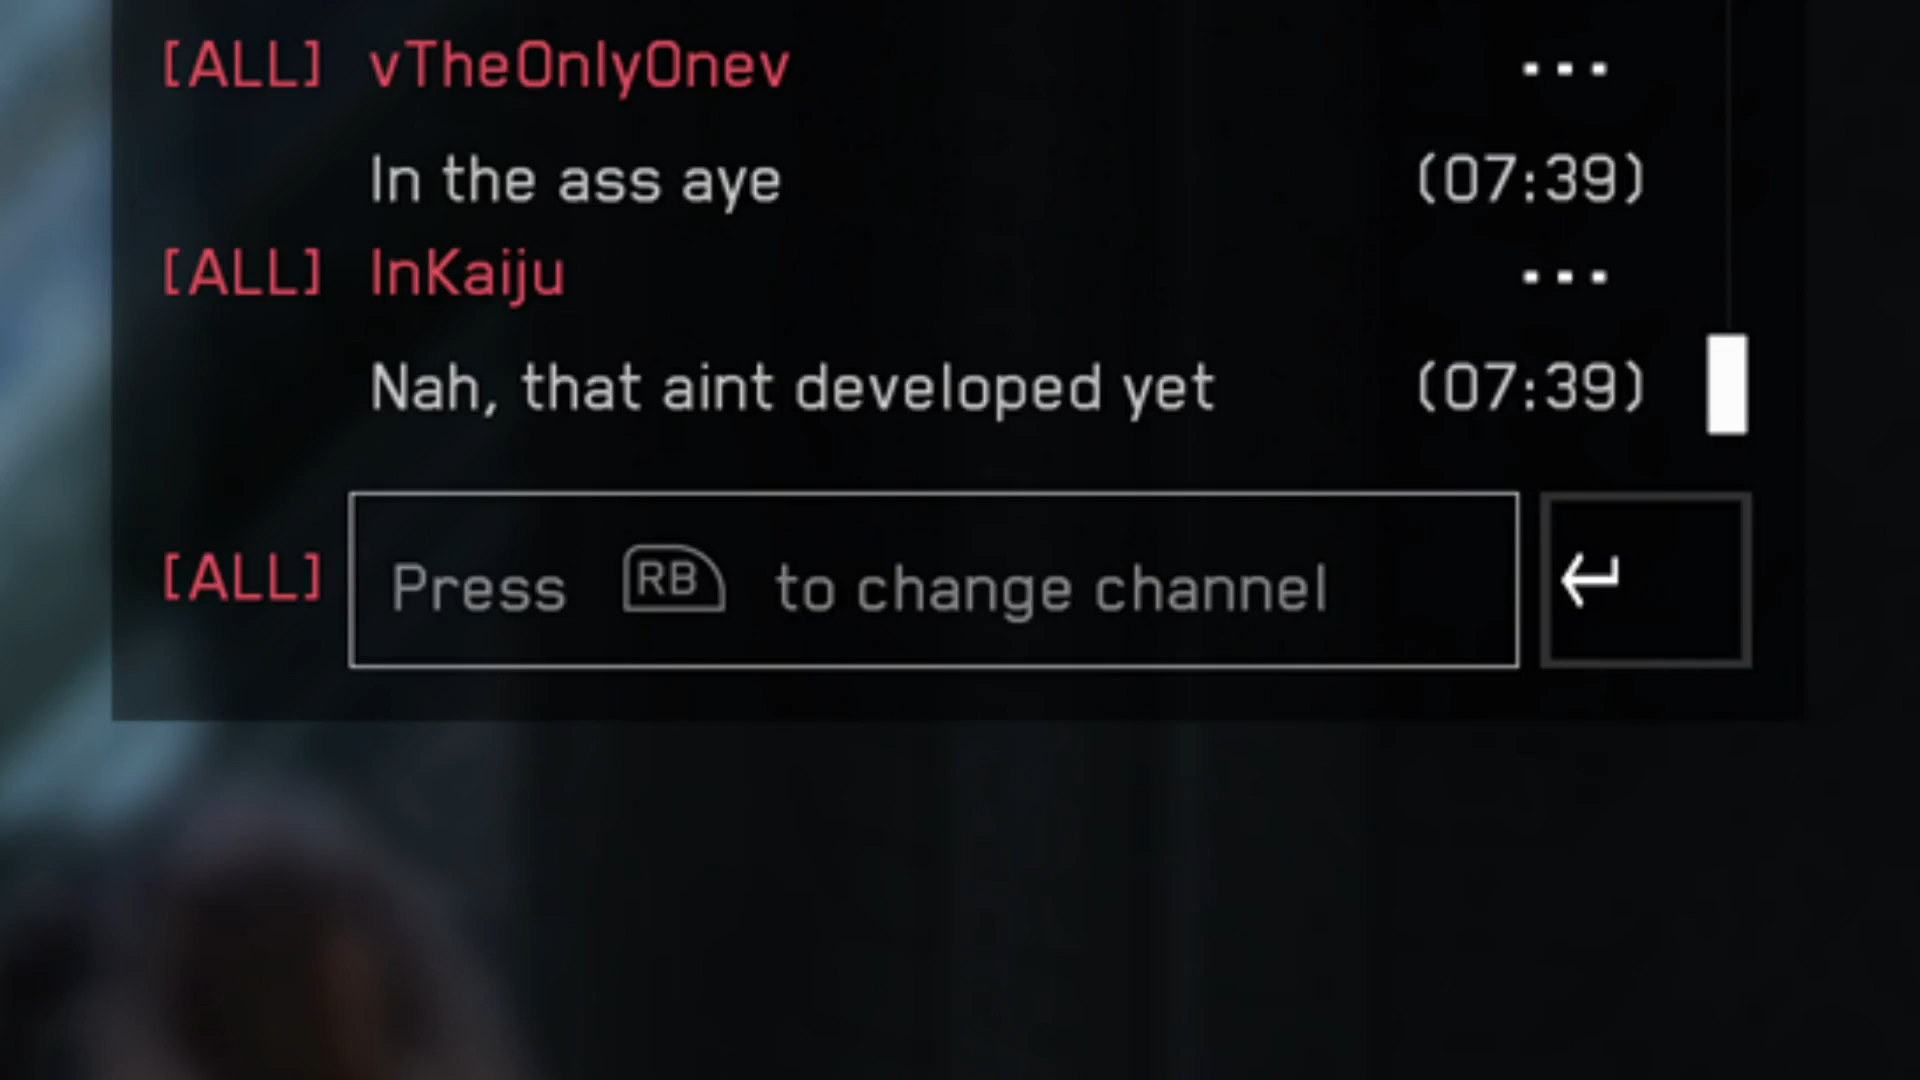 [ALL] vTheOnlyOnev ...
In the ass aye (07:39)
[ALL] InKaiju ...
Nah, that aint developed yet (07:39)
[ALL] Press RB to change channel